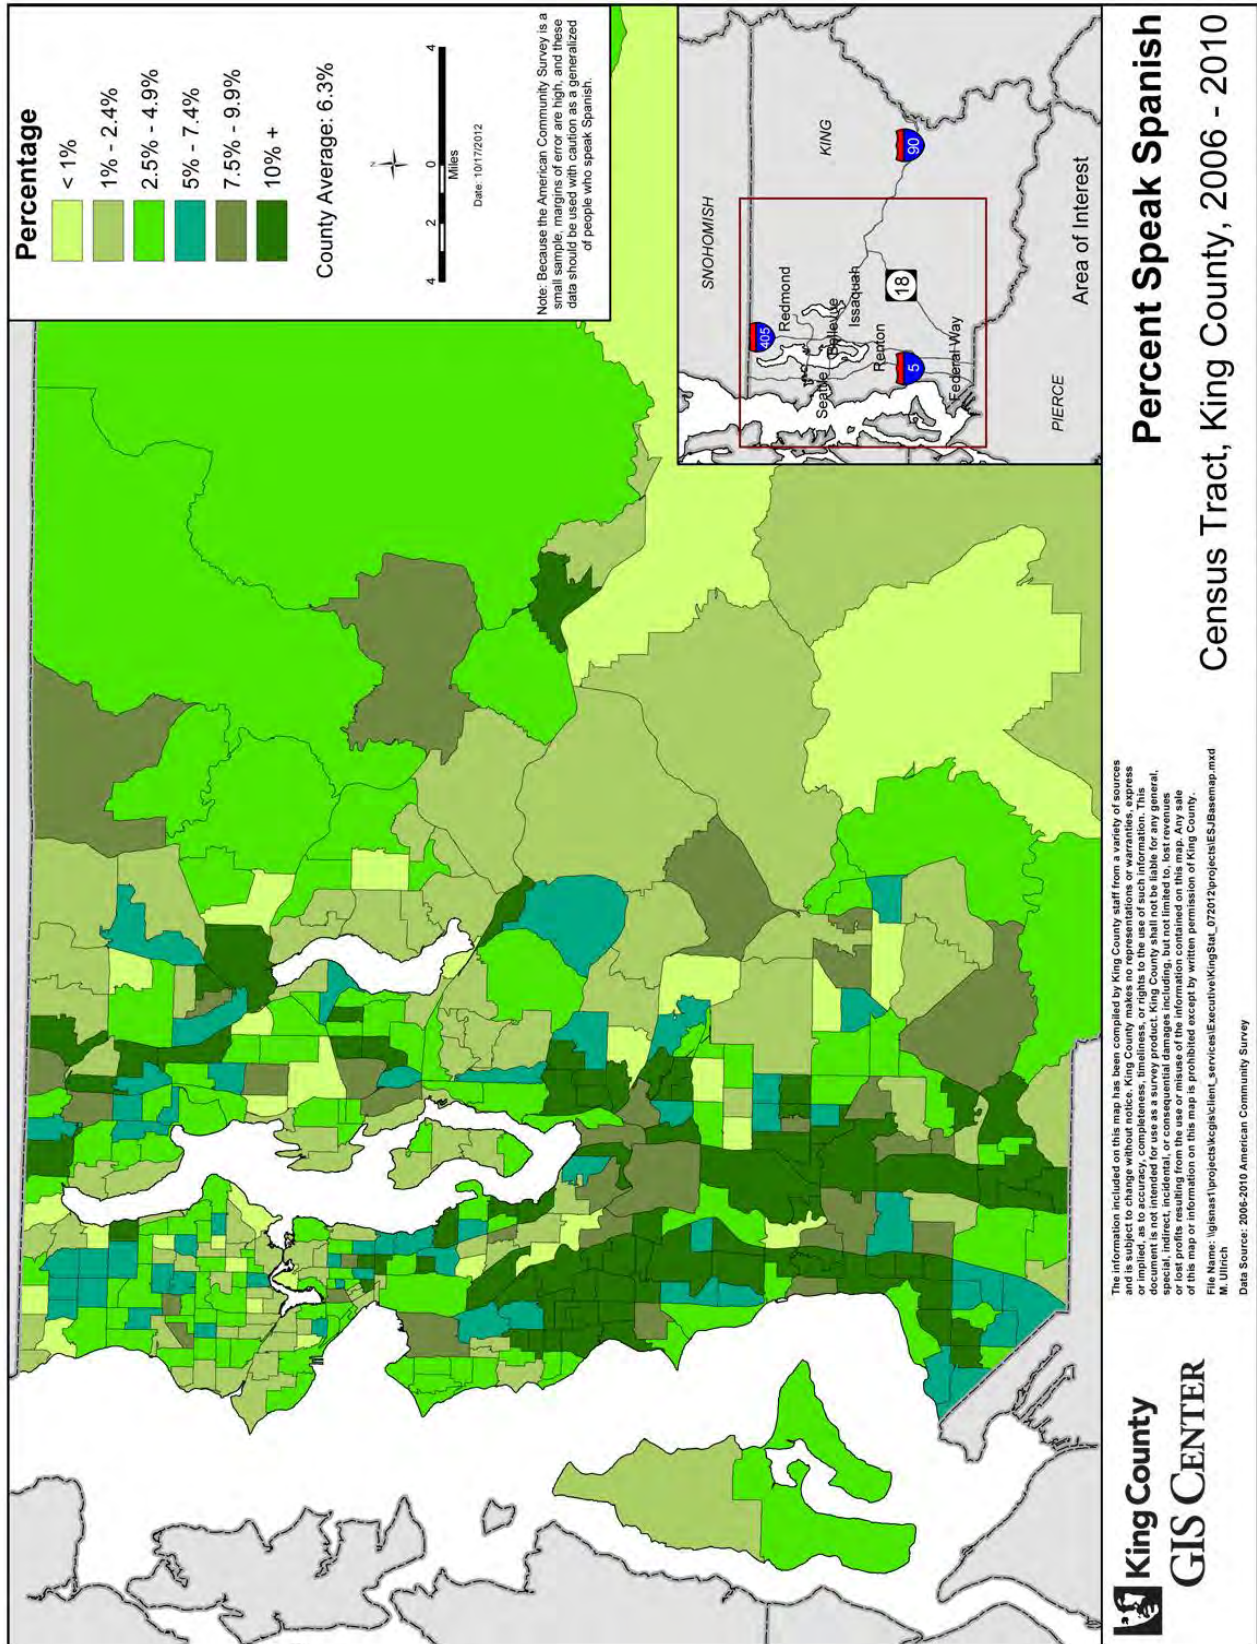 Percentage
< 1%
1% - 2.4%
2.5% - 4.9%
5% - 7.4%
7.5% - 9.9%
10% +
County Average: 6.3%
N
4 2 0 4
Miles
Date: 10/17/2012
Note: Because the American Community Survey is a
small sample, margins of error are high, and these
data should be used with caution as a generalized
of people who speak Spanish.
SNOHOMISH
405
Redmond
Seattle
Bellevue
Issaquah
KING
90
Renton
5
18
Federal Way
PIERCE
Area of Interest
King County
GIS CENTER
The information included on this map has been compiled by King County staff from a variety of sources
and is subject to change without notice. King County makes no representations or warranties, express
or implied, as to accuracy, completeness, timeliness, or rights to the use of such information. This
document is not intended for use as a survey product. King County shall not be liable for any general,
special, indirect, incidental, or consequential damages including, but not limited to, lost revenues
or lost profits resulting from the use or misuse of the information contained on this map. Any sale
of this map or information on this map is prohibited except by written permission of King County.
File Name: \\gisnas1\projects\kcgis\client_services\Executive\KingStat_072012\projects\ESJBasemap.mxd
M. Ullrich
Data Source: 2006-2010 American Community Survey
Percent Speak Spanish
Census Tract, King County, 2006 - 2010